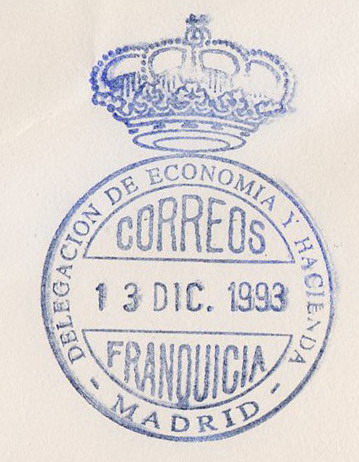 DELEGACION DE ECONOMIA Y HACIENDA
CORREOS
13 DIC. 1993
FRANQUICIA
- MADRID -